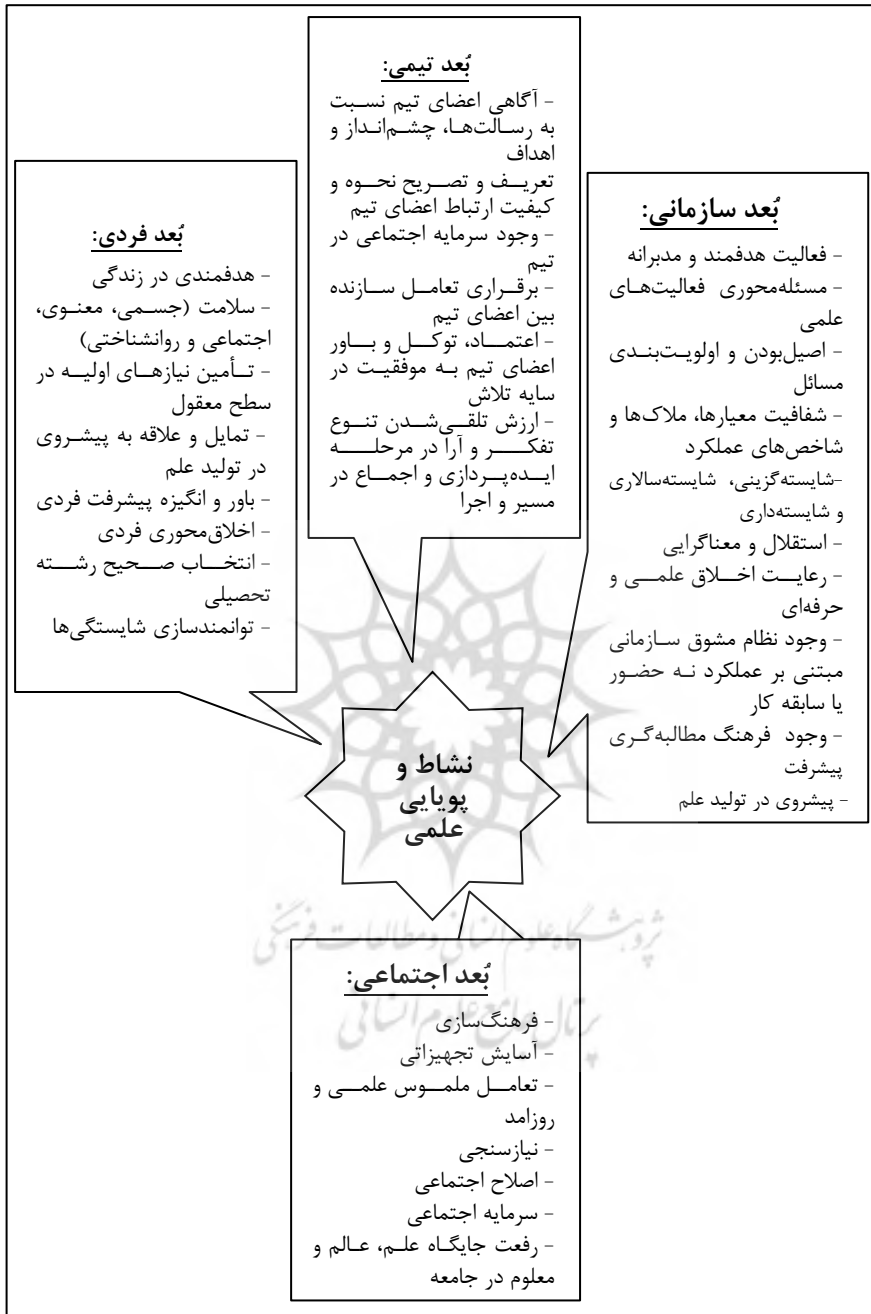 بُعد تیمی:
- آگاهی اعضای تیم نسبت
به رسالت‌ها، چشم‌انداز و
اهداف
تعریف و تصریح نحوه و
کیفیت ارتباط اعضای تیم
- وجود سرمایه اجتماعی در
تیم
- برقراری تعامل سازنده
بین اعضای تیم
- اعتماد، توکل و باور
اعضای تیم به موفقیت در
سایه تلاش
- ارزش تلقی‌شدن تنوع
تفکر و آرا در مرحله
ایده‌پردازی و اجماع در
مسیر و اجرا
بُعد سازمانی:
- فعالیت هدفمند و مدبرانه
- مسئله‌محوری فعالیت‌های
علمی
- اصیل‌بودن و اولویت‌بندی
مسائل
- شفافیت معیارها، ملاک‌ها و
شاخص‌های عملکرد
-شایسته‌گزینی، شایسته‌سالاری
و شایسته‌داری
- استقلال و معناگرایی
- رعایت اخلاق علمی و
حرفه‌ای
- وجود نظام مشوق سازمانی
مبتنی بر عملکرد نه حضور
یا سابقه کار
- وجود فرهنگ مطالبه‌گری
پیشرفت
- پیشروی در تولید علم
بُعد فردی:
- هدفمندی در زندگی
- سلامت (جسمی، معنوی،
اجتماعی و روانشناختی)
- تأمین نیازهای اولیه در
سطح معقول
- تمایل و علاقه به پیشروی
در تولید علم
- باور و انگیزه پیشرفت فردی
- اخلاق‌محوری فردی
- انتخاب صحیح رشته
تحصیلی
- توانمندسازی شایستگی‌ها
نشاط و
پویایی
علمی
پژوهشگاه علوم انسانی و مطالعات فرهنگی
پرتال جامع علوم انسانی
بُعد اجتماعی:
- فرهنگ‌سازی
- آسایش تجهیزاتی
- تعامل ملموس علمی و
روزامد
- نیازسنجی
- اصلاح اجتماعی
- سرمایه اجتماعی
- رفعت جایگاه علم، عالم و
معلوم در جامعه